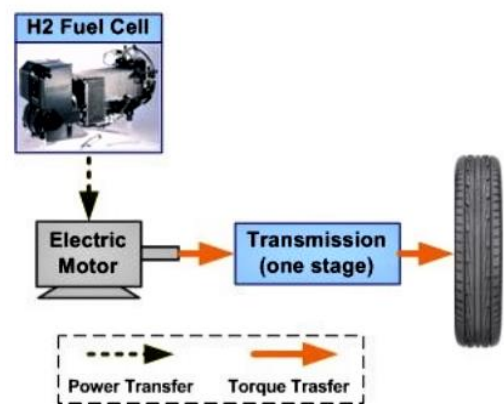 H2 Fuel Cell
Electric
Motor
Transmission
(one stage)
Power Transfer
Torque Trasfer